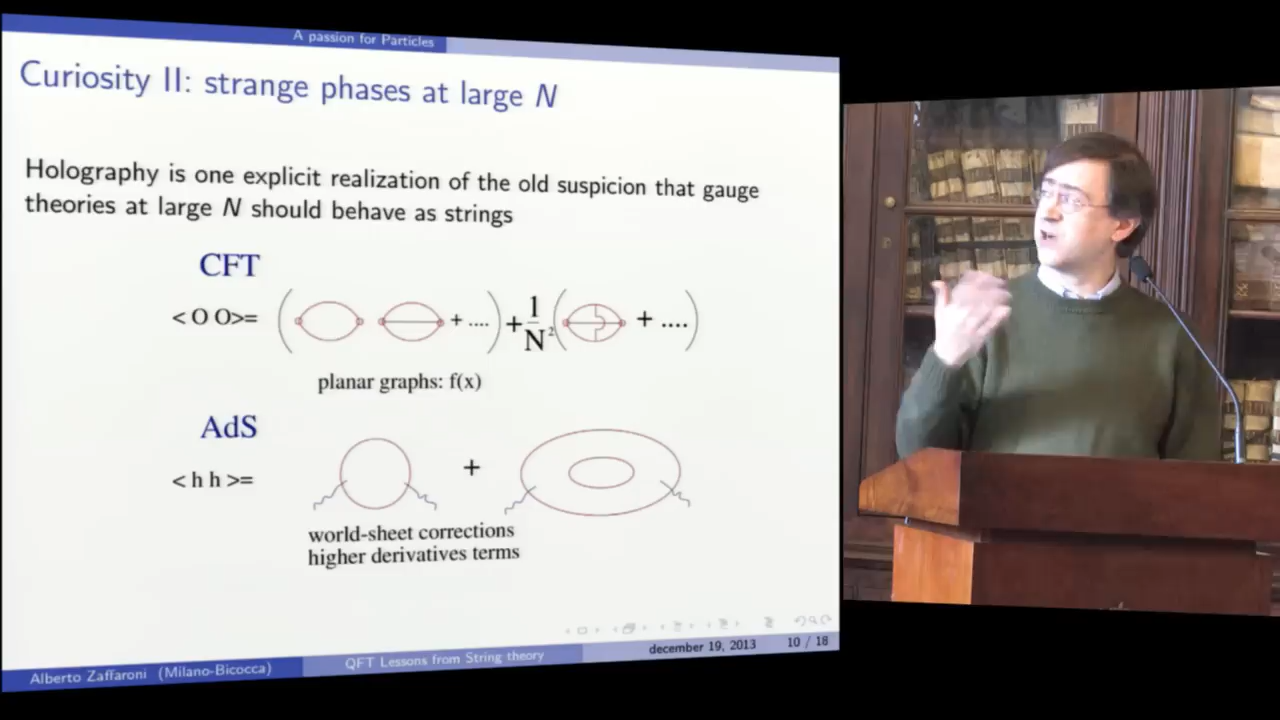 A passion for Particles
Curiosity II: strange phases at large N
Holography is one explicit realization of the old suspicion that gauge
theories at large N should behave as strings
CFT
< O O>= ( + .... ) + 1/N² ( + .... )
planar graphs: f(x)
AdS
< h h >= +
world-sheet corrections
higher derivatives terms
Alberto Zaffaroni (Milano-Bicocca) QFT Lessons from String theory december 19, 2013 10 / 18